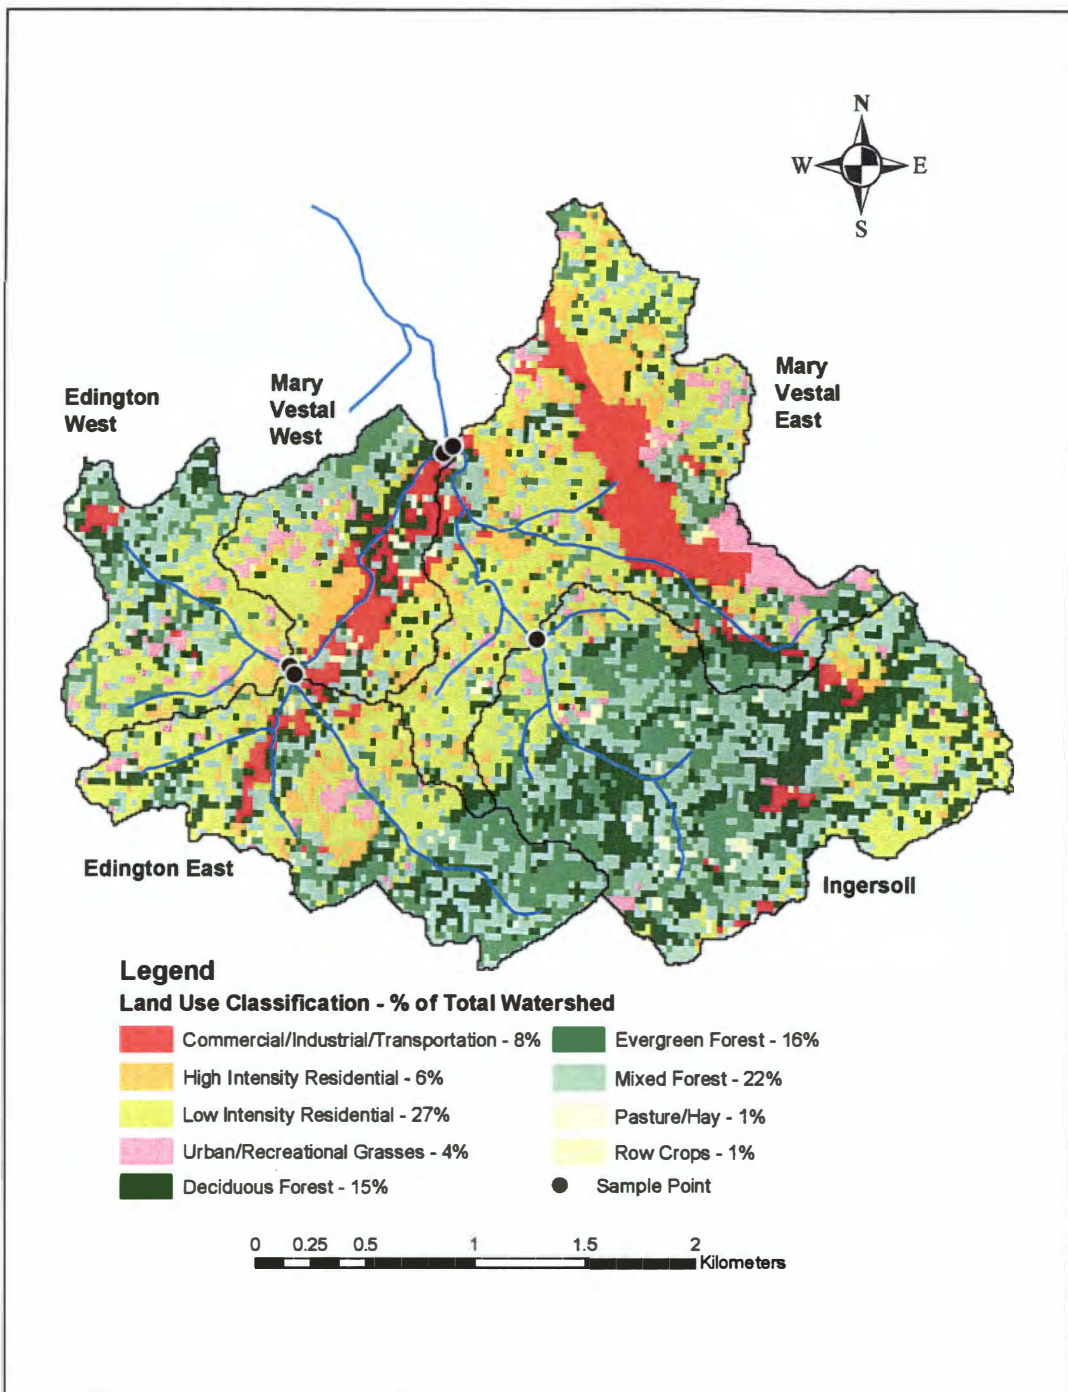 N
W
E
S
Edington
West
Mary
Vestal
West
Mary
Vestal
East
Edington East
Ingersoll
Legend
Land Use Classification - % of Total Watershed
Commercial/Industrial/Transportation - 8%
High Intensity Residential - 6%
Low Intensity Residential - 27%
Urban/Recreational Grasses - 4%
Deciduous Forest - 15%
Evergreen Forest - 16%
Mixed Forest - 22%
Pasture/Hay - 1%
Row Crops - 1%
Sample Point
0 0.25 0.5 1 1.5 2
Kilometers